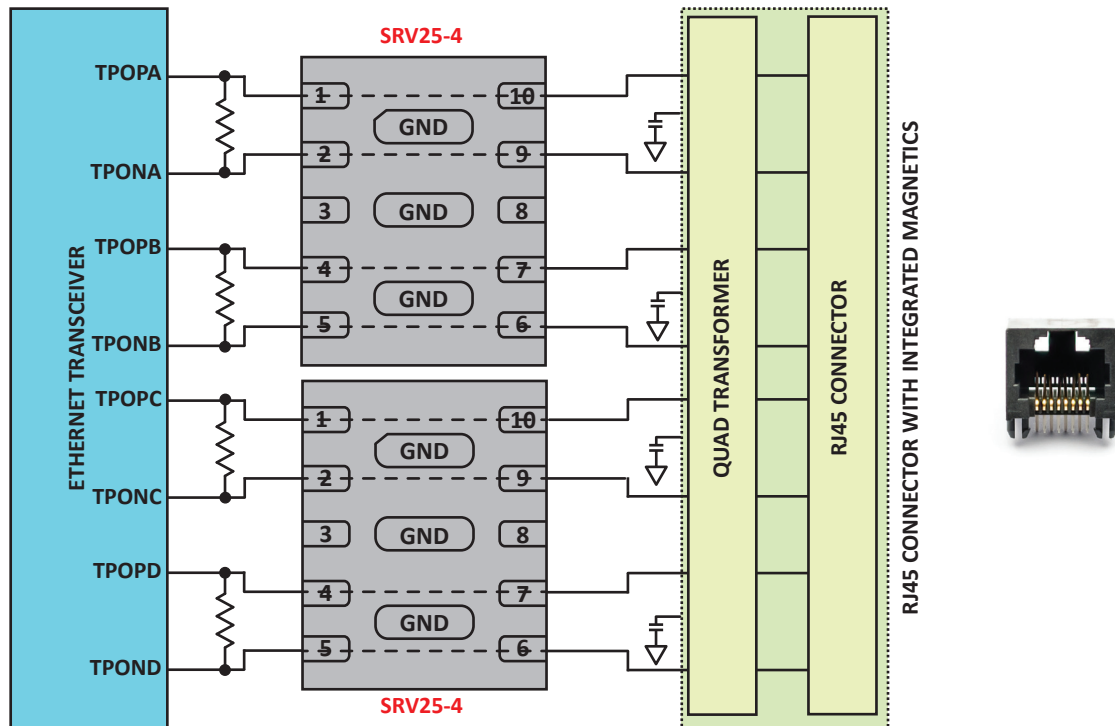 SRV25-4
TPOPA
1
10
GND
TPONA
2
9
3
GND
8
TPOPB
4
7
GND
TPONB
5
6
ETHERNET TRANSCEIVER
QUAD TRANSFORMER
RJ45 CONNECTOR
RJ45 CONNECTOR WITH INTEGRATED MAGNETICS
TPOPC
1
10
GND
TPONC
2
9
3
GND
8
TPOPD
4
7
GND
TPOND
5
6
SRV25-4